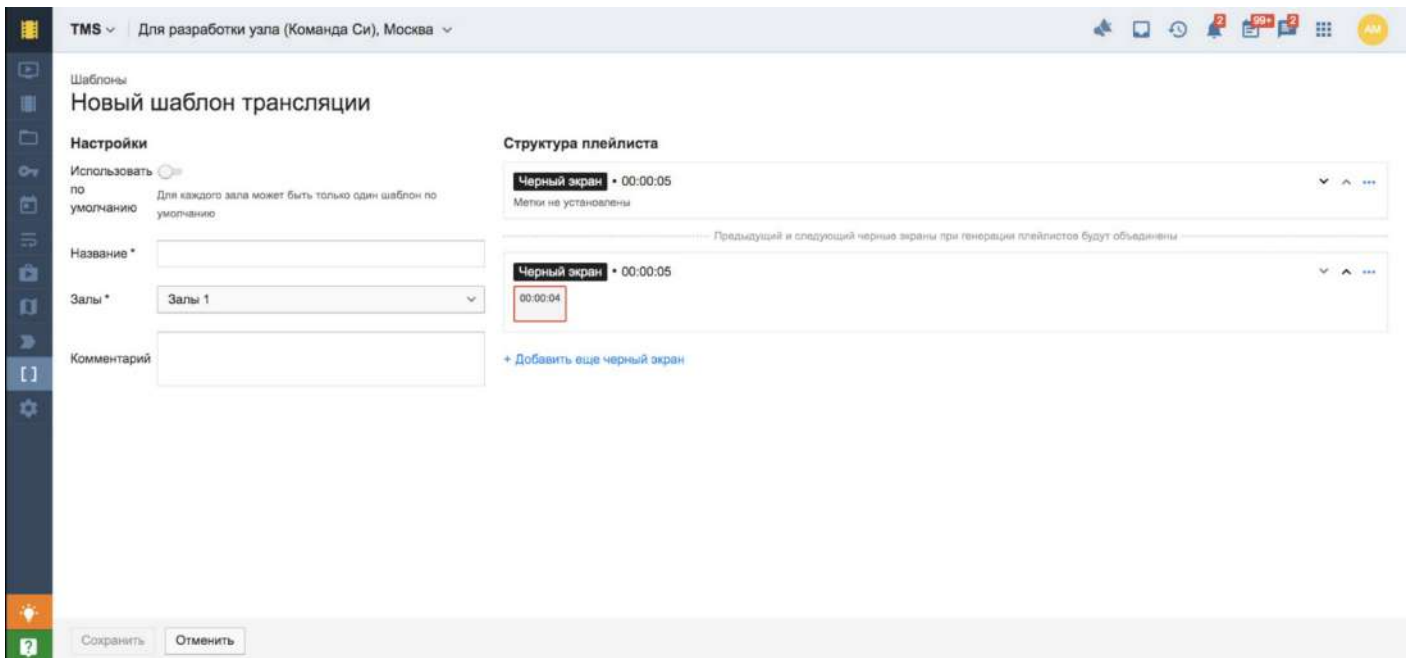 TMS
Для разработки узла (Команда Си), Москва
2
99+
2
AM
Шаблоны
Новый шаблон трансляции
Настройки
Использовать
по
умолчанию
Для каждого зала может быть только один шаблон по
умолчанию
Название *
Залы *
Залы 1
Комментарий
Структура плейлиста
Черный экран • 00:00:05
Метки не установлены
Предыдущий и следующий черные экраны при генерации плейлистов будут объединены
Черный экран • 00:00:05
00:00:04
+ Добавить еще черный экран
Сохранить
Отменить